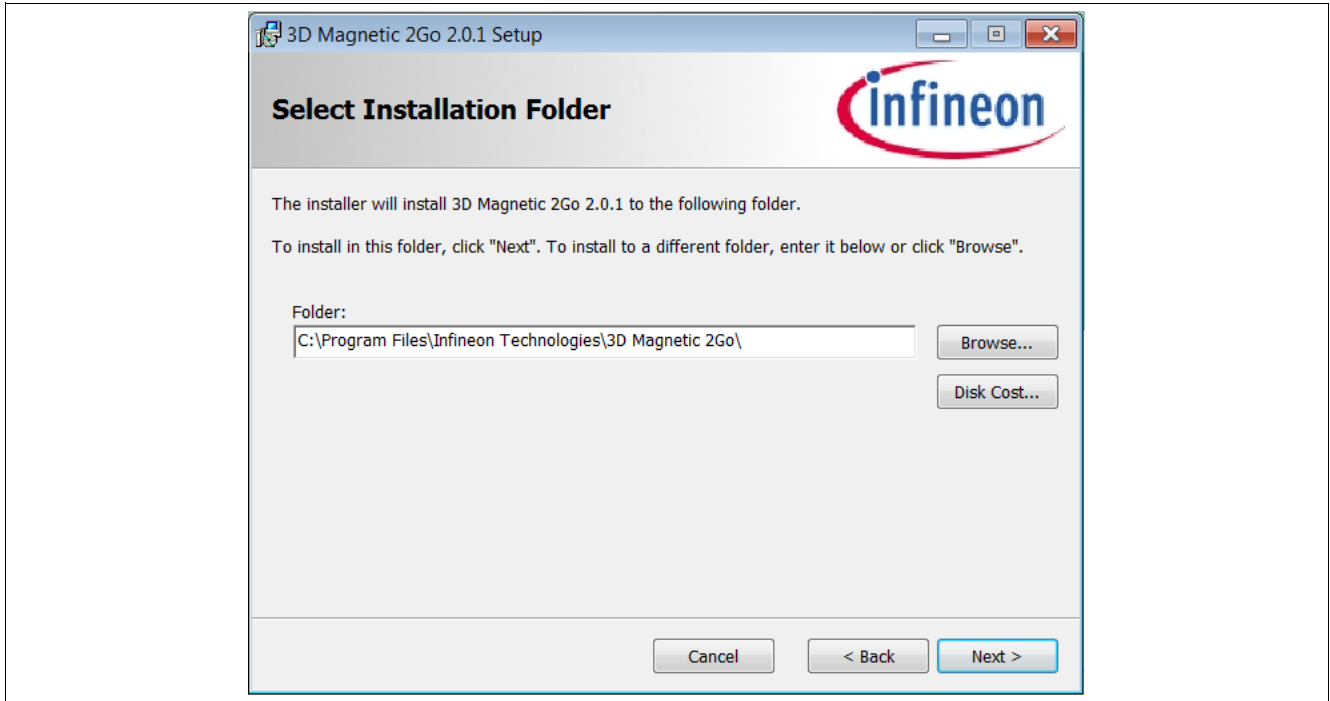 3D Magnetic 2Go 2.0.1 Setup
Select Installation Folder
infineon
The installer will install 3D Magnetic 2Go 2.0.1 to the following folder.
To install in this folder, click "Next". To install to a different folder, enter it below or click "Browse".
Folder:
C:\Program Files\Infineon Technologies\3D Magnetic 2Go\
Browse...
Disk Cost...
Cancel
< Back
Next >